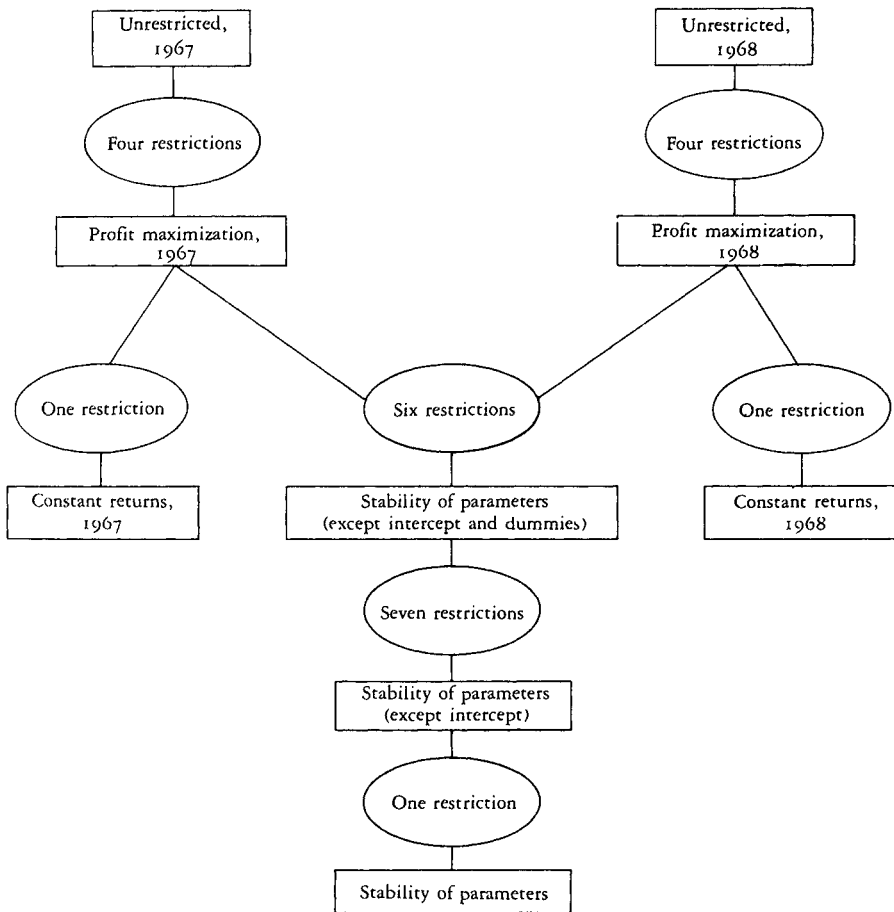 Unrestricted,
1967
Unrestricted,
1968
Four restrictions
Four restrictions
Profit maximization,
1967
Profit maximization,
1968
One restriction
Six restrictions
One restriction
Constant returns,
1967
Stability of parameters
(except intercept and dummies)
Constant returns,
1968
Seven restrictions
Stability of parameters
(except intercept)
One restriction
Stability of parameters